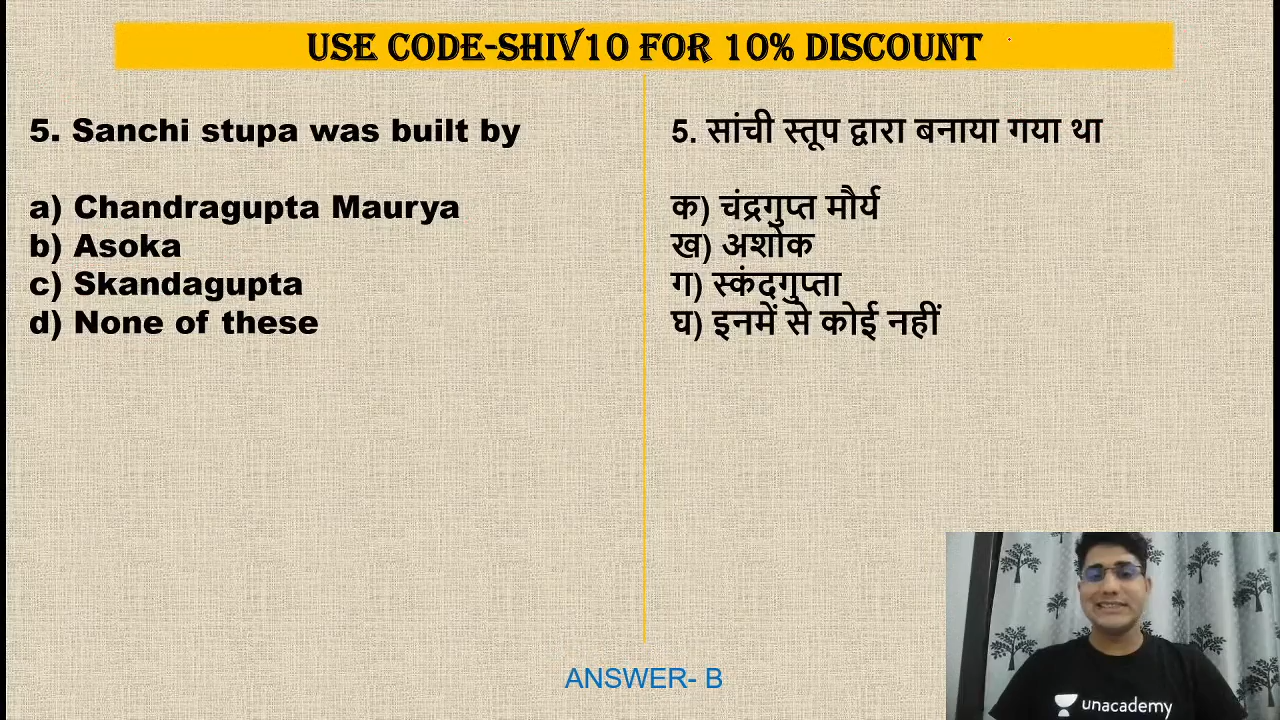 USE CODE-SHIV10 FOR 10% DISCOUNT
5. Sanchi stupa was built by
a) Chandragupta Maurya
b) Asoka
c) Skandagupta
d) None of these
5. सांची स्तूप द्वारा बनाया गया था
क) चंद्रगुप्त मौर्य
ख) अशोक
ग) स्कंदगुप्ता
घ) इनमें से कोई नहीं
ANSWER- B
unacademy